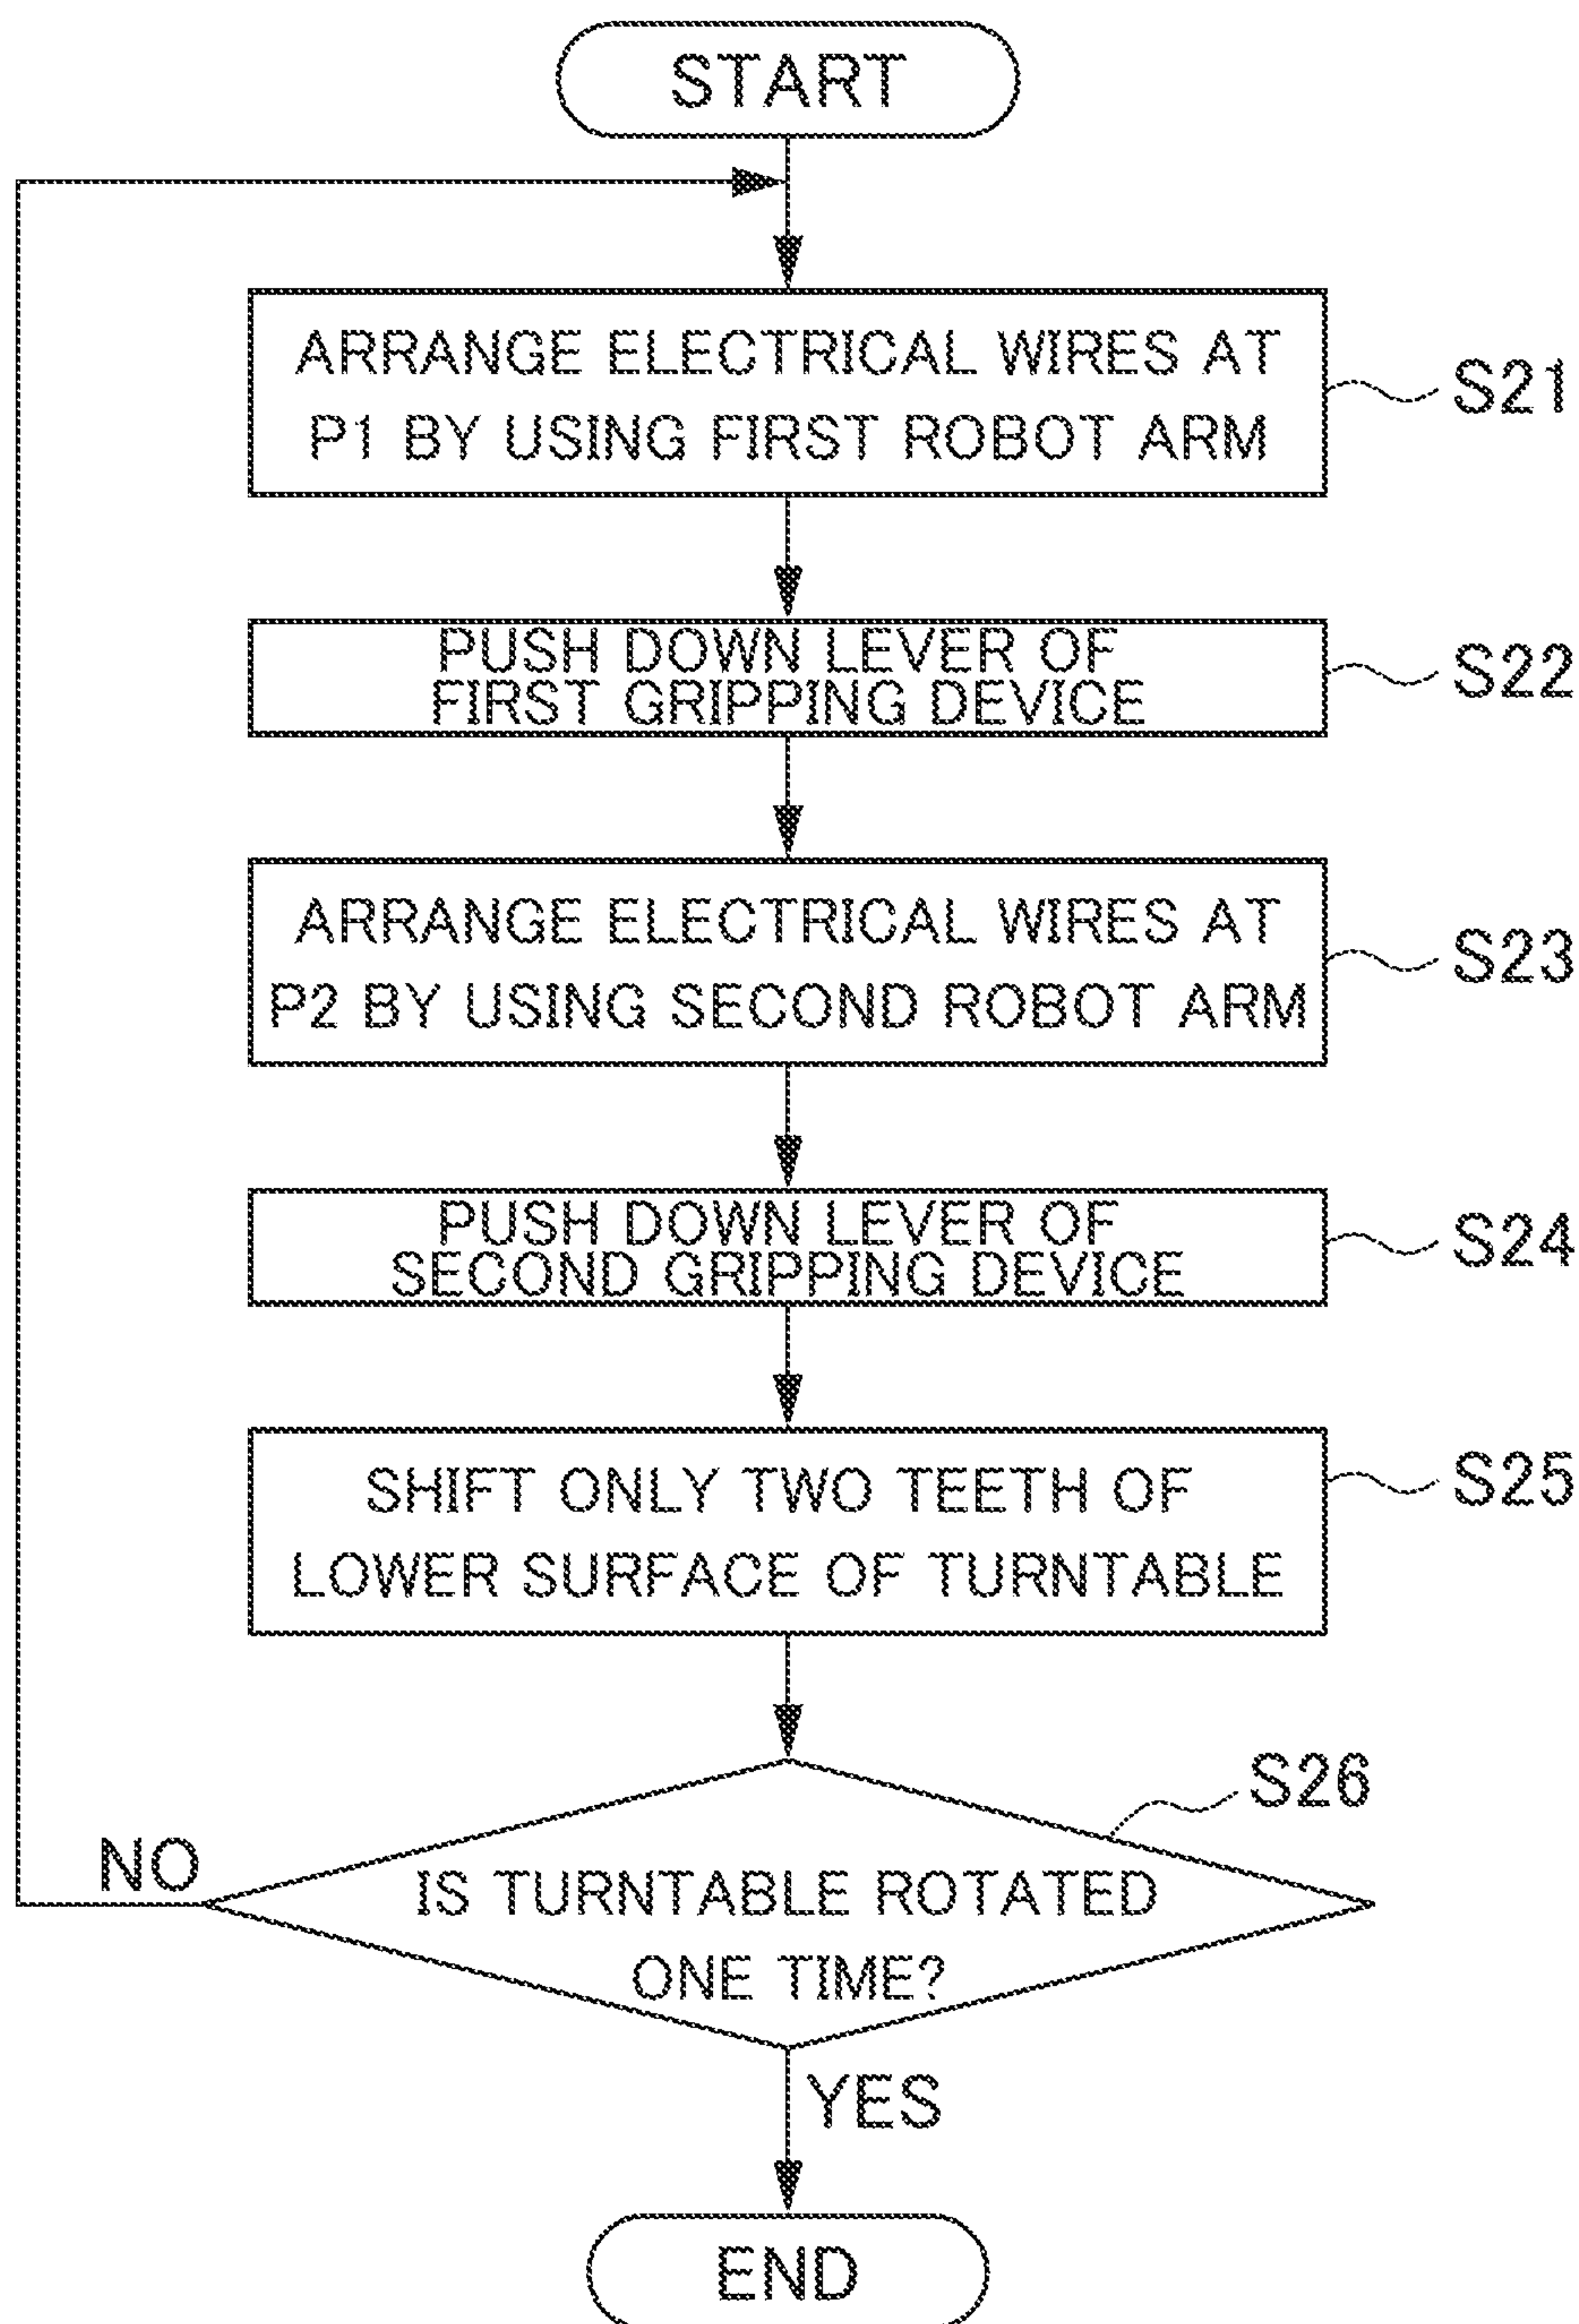 START
ARRANGE ELECTRICAL WIRES AT
P1 BY USING FIRST ROBOT ARM
S21
PUSH DOWN LEVER OF
FIRST GRIPPING DEVICE
S22
ARRANGE ELECTRICAL WIRES AT
P2 BY USING SECOND ROBOT ARM
S23
PUSH DOWN LEVER OF
SECOND GRIPPING DEVICE
S24
SHIFT ONLY TWO TEETH OF
LOWER SURFACE OF TURNTABLE
S25
S26
NO
IS TURNTABLE ROTATED
ONE TIME?
YES
END